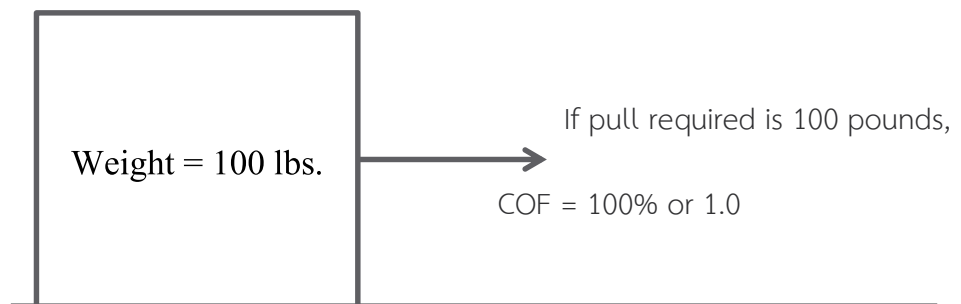 If pull required is 100 pounds,
Weight = 100 lbs.
COF = 100% or 1.0